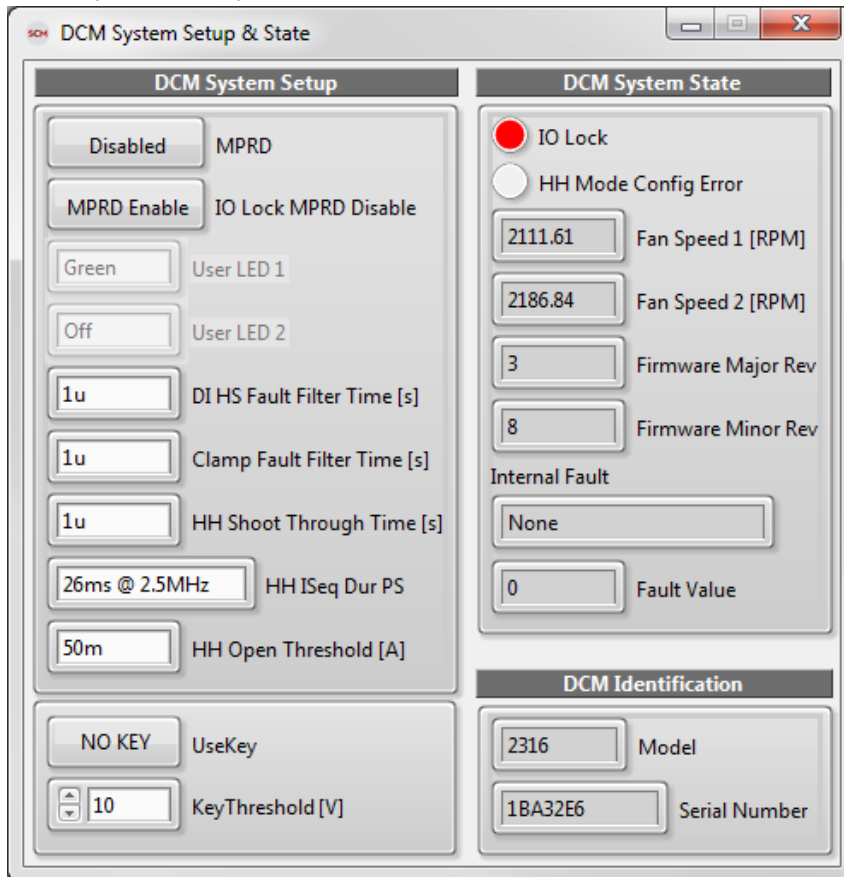 SCM DCM System Setup & State
DCM System Setup
Disabled MPRD
MPRD Enable IO Lock MPRD Disable
Green User LED 1
Off User LED 2
1u DI HS Fault Filter Time [s]
1u Clamp Fault Filter Time [s]
1u HH Shoot Through Time [s]
26ms @ 2.5MHz HH ISeq Dur PS
50m HH Open Threshold [A]
NO KEY UseKey
10 KeyThreshold [V]
DCM System State
IO Lock
HH Mode Config Error
2111.61 Fan Speed 1 [RPM]
2186.84 Fan Speed 2 [RPM]
3 Firmware Major Rev
8 Firmware Minor Rev
Internal Fault
None
0 Fault Value
DCM Identification
2316 Model
1BA32E6 Serial Number